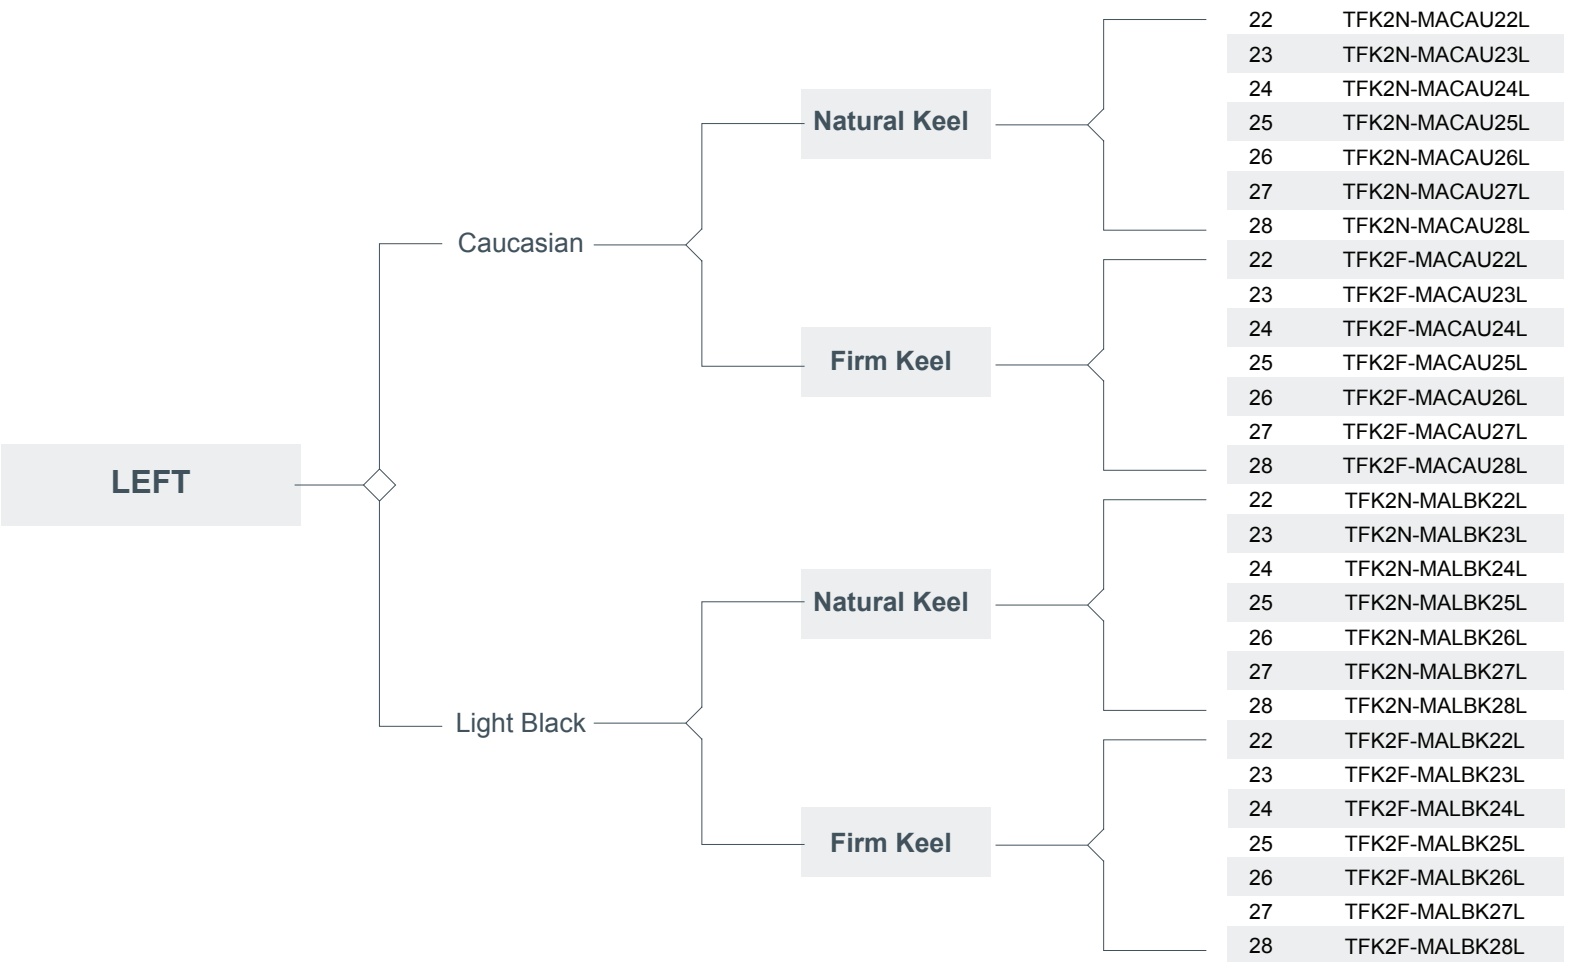 22 TFK2N-MACAU22L
23 TFK2N-MACAU23L
24 TFK2N-MACAU24L
Natural Keel 25 TFK2N-MACAU25L
26 TFK2N-MACAU26L
27 TFK2N-MACAU27L
28 TFK2N-MACAU28L
Caucasian
22 TFK2F-MACAU22L
23 TFK2F-MACAU23L
24 TFK2F-MACAU24L
Firm Keel 25 TFK2F-MACAU25L
26 TFK2F-MACAU26L
27 TFK2F-MACAU27L
28 TFK2F-MACAU28L
LEFT
22 TFK2N-MALBK22L
23 TFK2N-MALBK23L
24 TFK2N-MALBK24L
Natural Keel 25 TFK2N-MALBK25L
26 TFK2N-MALBK26L
27 TFK2N-MALBK27L
28 TFK2N-MALBK28L
Light Black
22 TFK2F-MALBK22L
23 TFK2F-MALBK23L
24 TFK2F-MALBK24L
Firm Keel 25 TFK2F-MALBK25L
26 TFK2F-MALBK26L
27 TFK2F-MALBK27L
28 TFK2F-MALBK28L